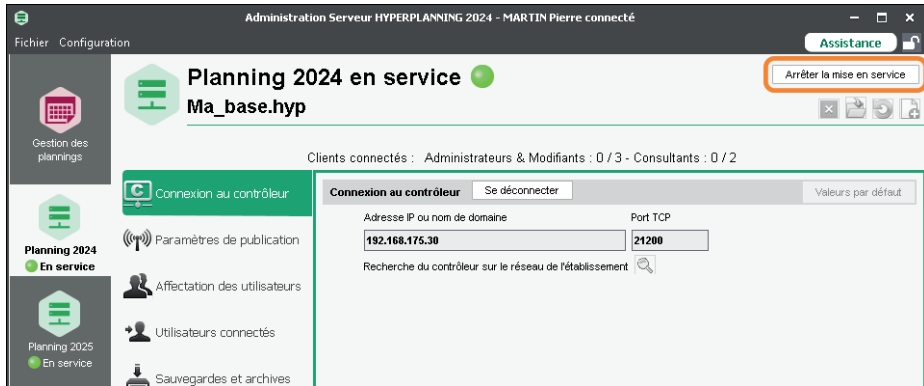 Administration Serveur HYPERPLANNING 2024 - MARTIN Pierre connecté
Fichier Configuration
Assistance
Planning 2024 en service
Arrêter la mise en service
Ma_base.hyp
Gestion des
plannings
Clients connectés : Administrateurs & Modifiants : 0 / 3 - Consultants : 0 / 2
Planning 2024
En service
Planning 2025
En service
C Connexion au contrôleur
Paramètres de publication
Affectation des utilisateurs
Utilisateurs connectés
Sauvegardes et archives
Connexion au contrôleur Se déconnecter Valeurs par défaut
Adresse IP ou nom de domaine Port TCP
192.168.175.30 21200
Recherche du contrôleur sur le réseau de l'établissement